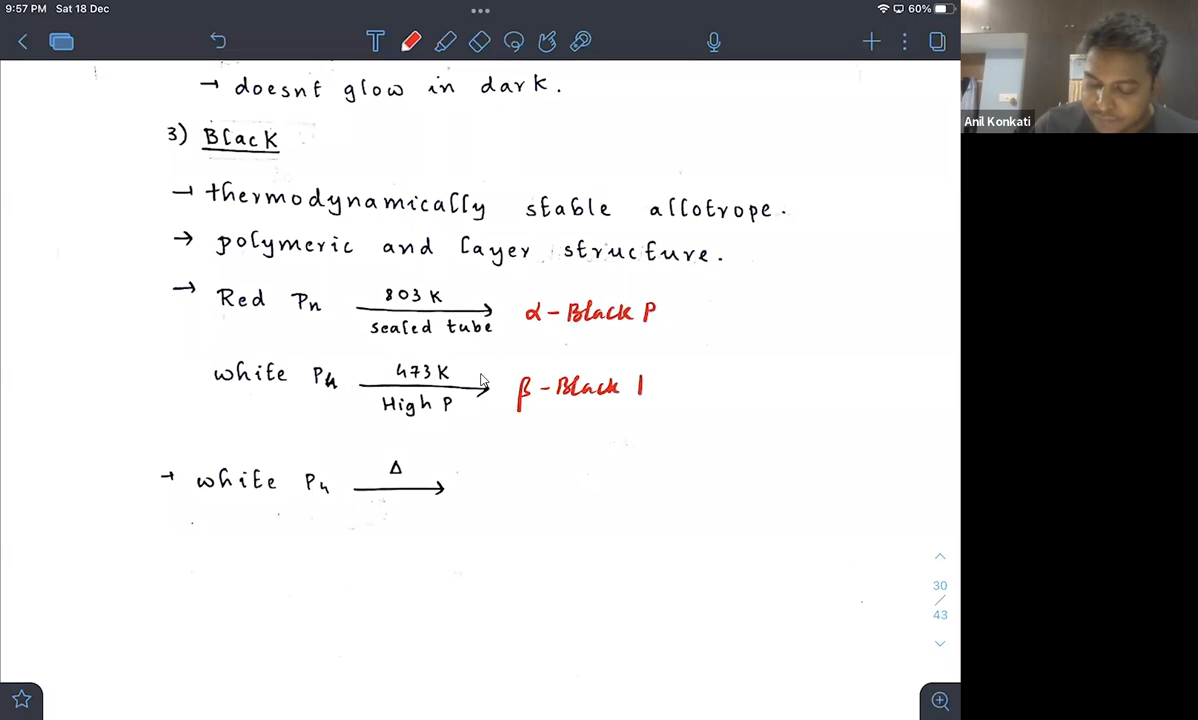 9:57 PM Sat 18 Dec
60%
Anil Konkati
→ doesnt glow in dark.
3) Black
→ thermodynamically stable allotrope.
→ polymeric and layer structure.
→ Red Pn 803 K sealed tube → α-Black P
white P4 473 K High P → β-Black
→ white P4 Δ →
30
/
43